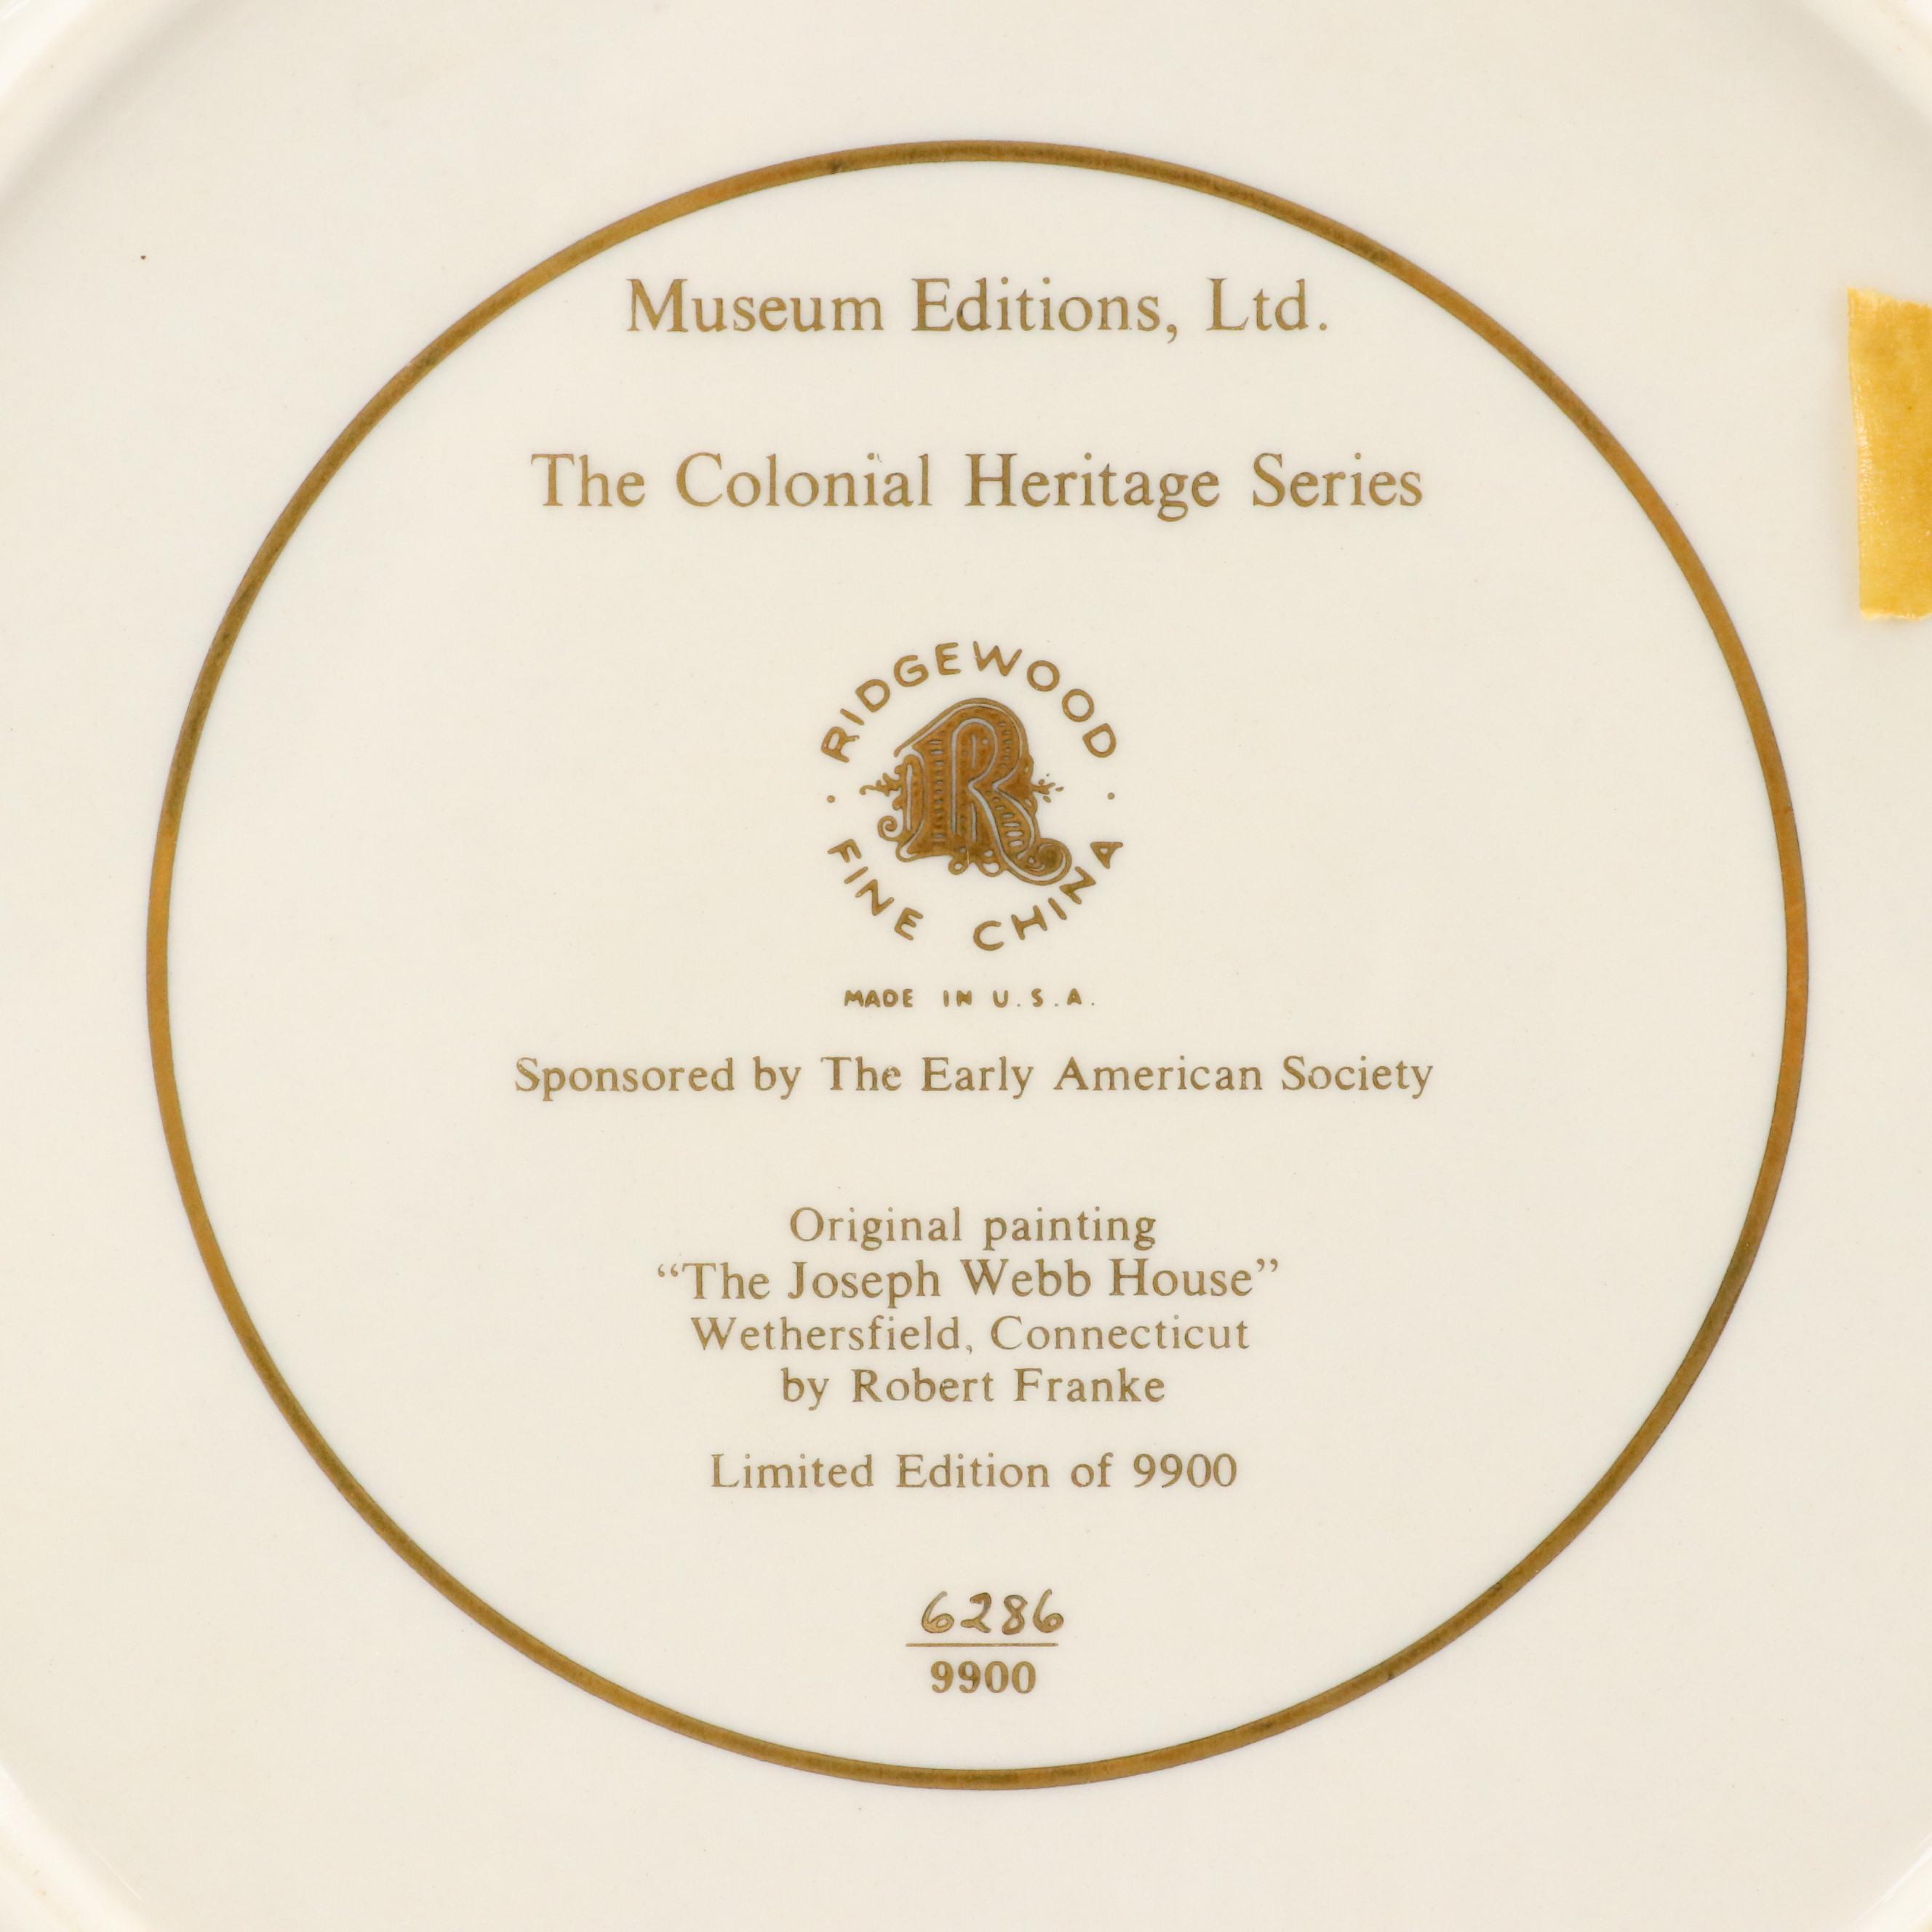 Museum Editions, Ltd.
The Colonial Heritage Series
RIDGEWOOD
R
· FINE CHINA ·
MADE IN U.S.A.
Sponsored by The Early American Society
Original painting
“The Joseph Webb House”
Wethersfield, Connecticut
by Robert Franke
Limited Edition of 9900
6286
9900